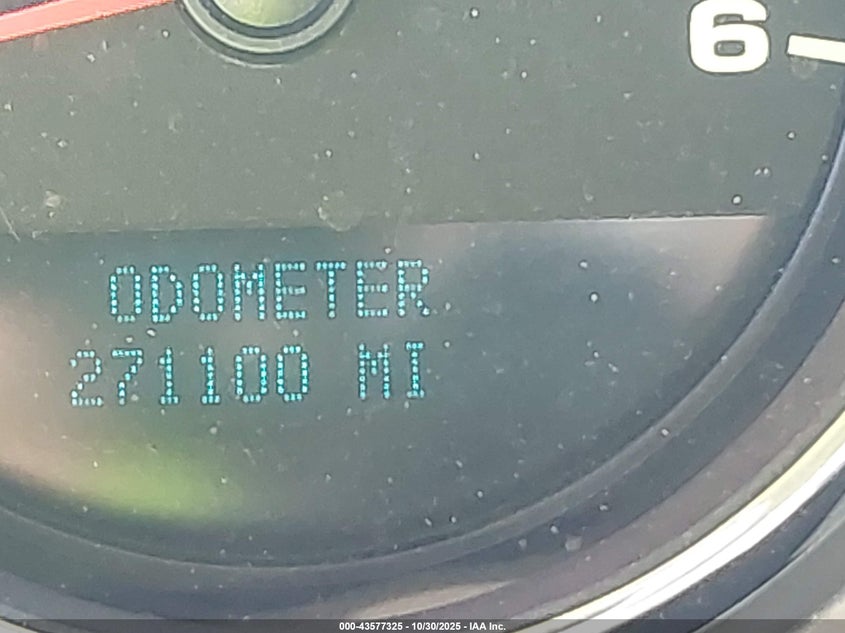 6
ODOMETER
271100 MI
000-43577325 - 10/30/2025 - IAA Inc.